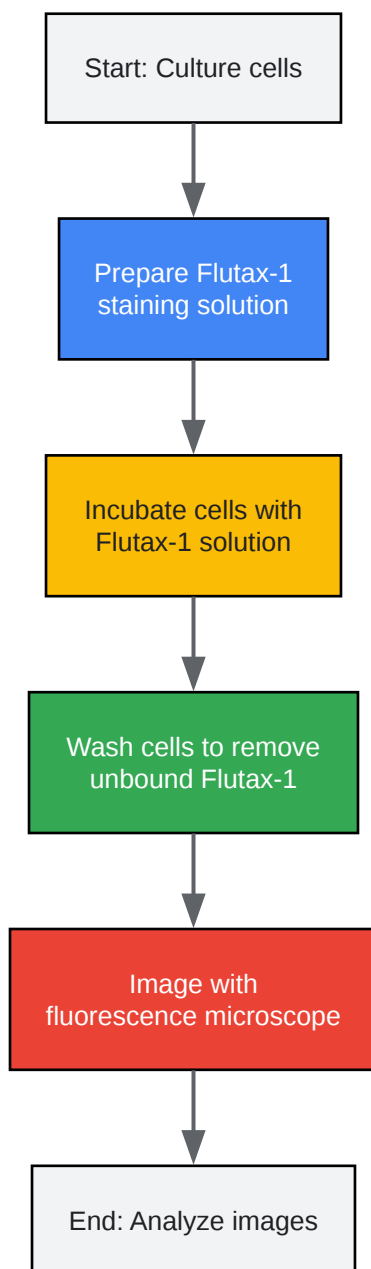 Start: Culture cells
Prepare Flutax-1
staining solution
Incubate cells with
Flutax-1 solution
Wash cells to remove
unbound Flutax-1
Image with
fluorescence microscope
End: Analyze images